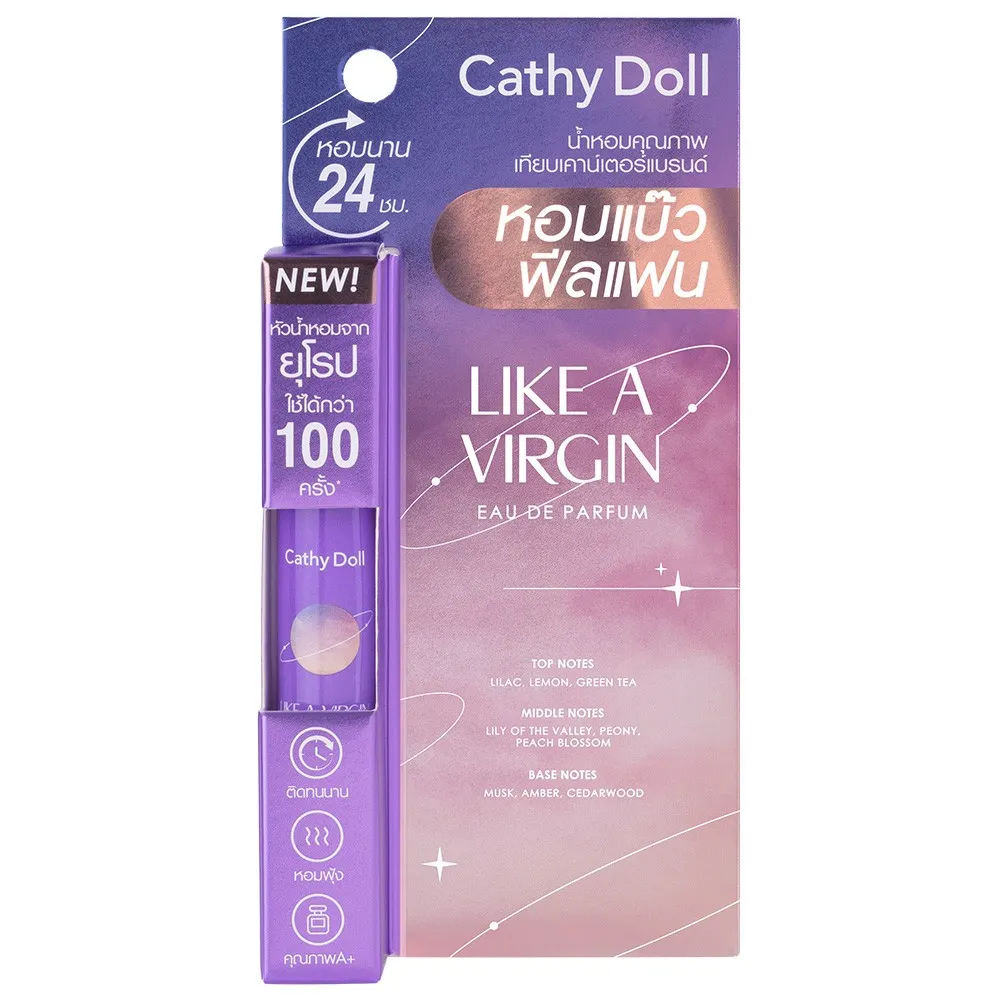 Cathy Doll
น้ำหอมคุณภาพ
เทียบเคาน์เตอร์แบรนด์
หอมนาน
24 ชม.
หอมแบ๊ว
ฟีลแฟน
NEW!
หัวน้ำหอมจาก
ยุโรป
ใช้ได้กว่า
100
ครั้ง*
Cathy Doll
LIKE A VIRGIN
ติดทนนาน
หอมฟุ้ง
คุณภาพA+
LIKE A
VIRGIN
EAU DE PARFUM
TOP NOTES
LILAC, LEMON, GREEN TEA
MIDDLE NOTES
LILY OF THE VALLEY, PEONY,
PEACH BLOSSOM
BASE NOTES
MUSK, AMBER, CEDARWOOD